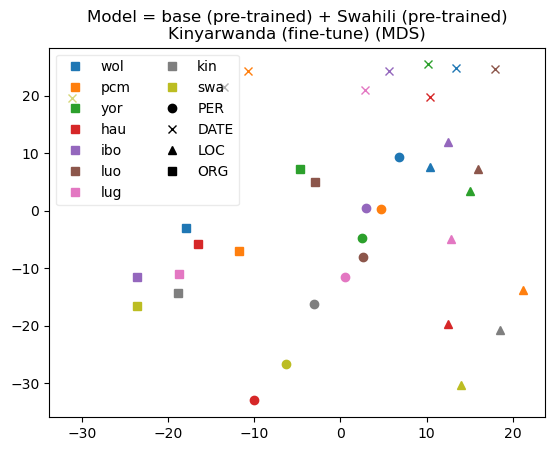 Model = base (pre-trained) + Swahili (pre-trained)
Kinyarwanda (fine-tune) (MDS)
wol kin
pcm swa
yor PER
hau DATE
ibo LOC
luo ORG
lug
20
10
0
−10
−20
−30
−30 −20 −10 0 10 20